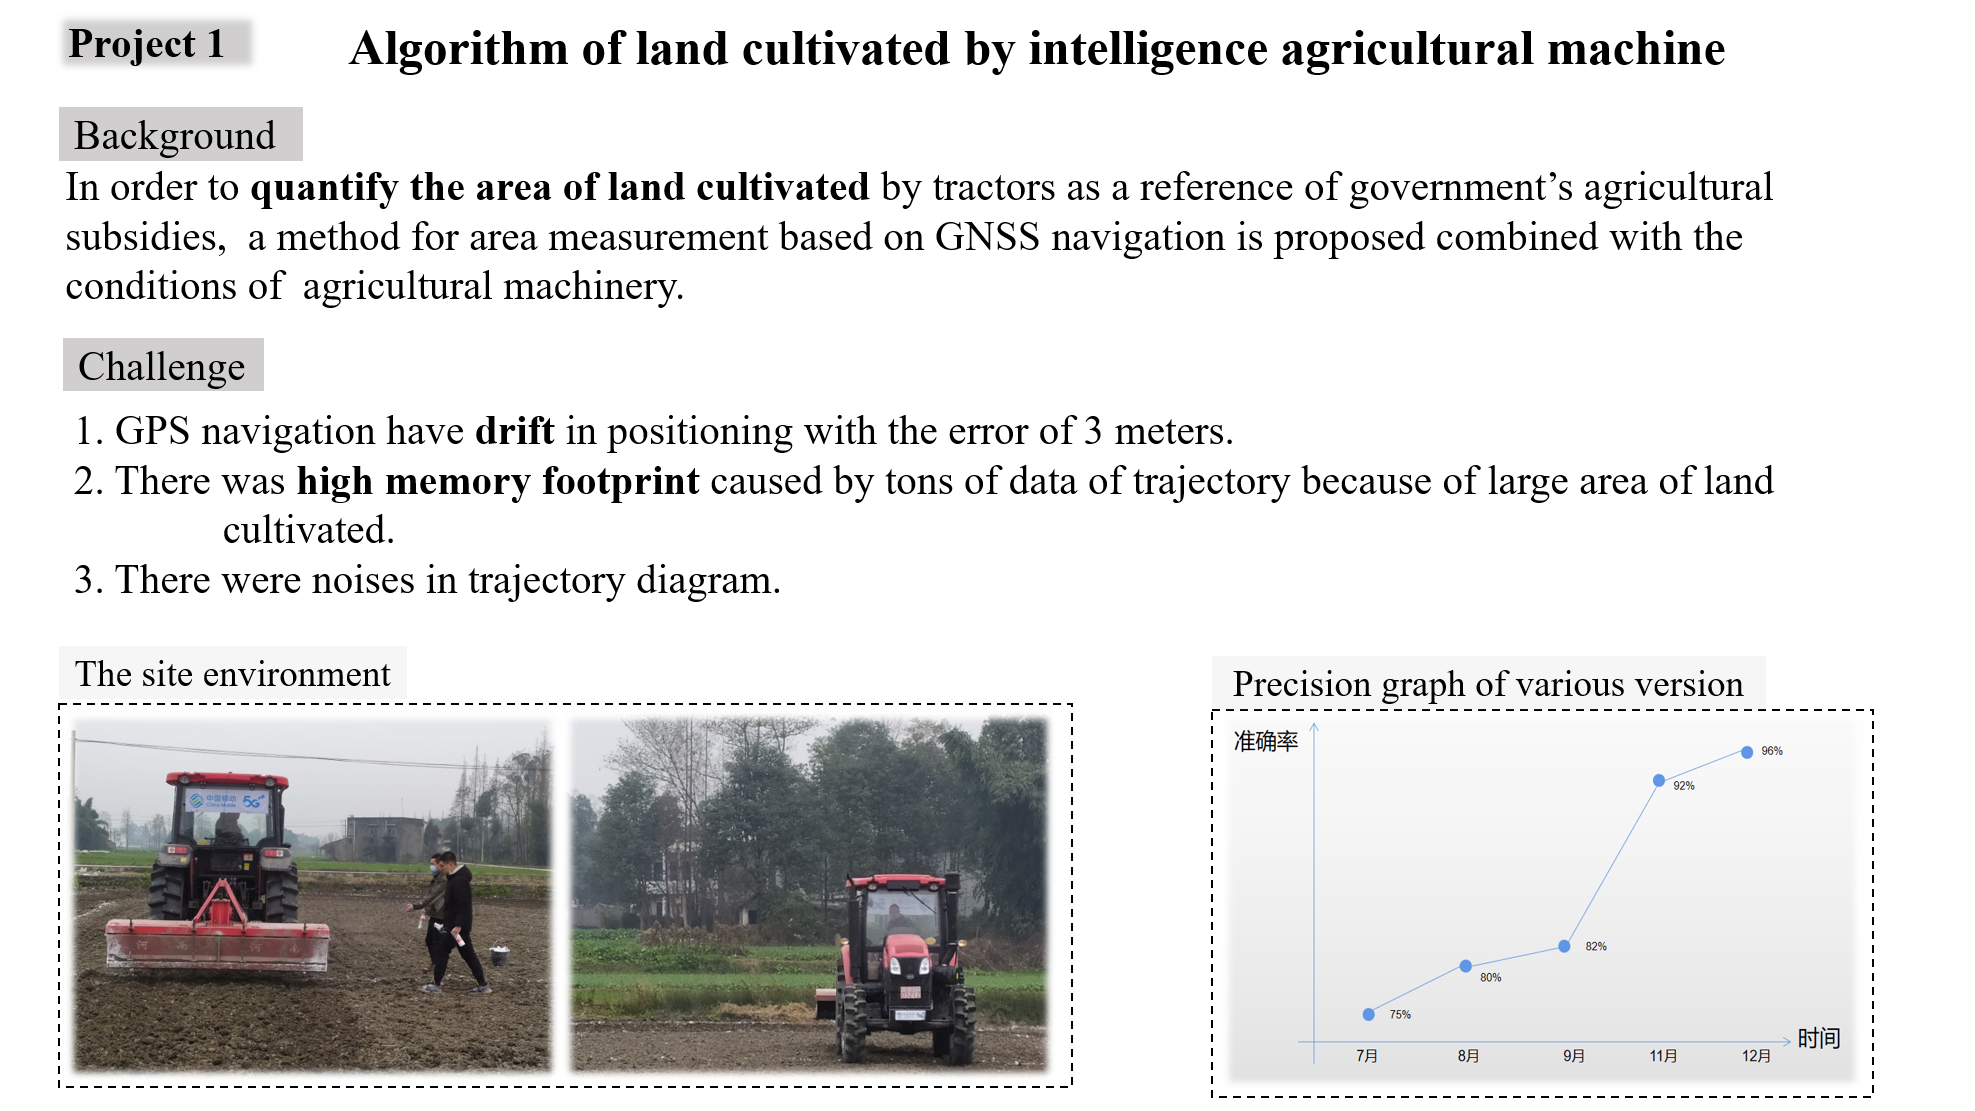 Project 1
Algorithm of land cultivated by intelligence agricultural machine
Background
In order to quantify the area of land cultivated by tractors as a reference of government’s agricultural
subsidies, a method for area measurement based on GNSS navigation is proposed combined with the
conditions of agricultural machinery.
Challenge
1. GPS navigation have drift in positioning with the error of 3 meters.
2. There was high memory footprint caused by tons of data of trajectory because of large area of land
cultivated.
3. There were noises in trajectory diagram.
The site environment
中国移动
China Mobile
5G
河 南 河
Precision graph of various version
准确率
96%
92%
82%
80%
75%
时间
7月 8月 9月 11月 12月